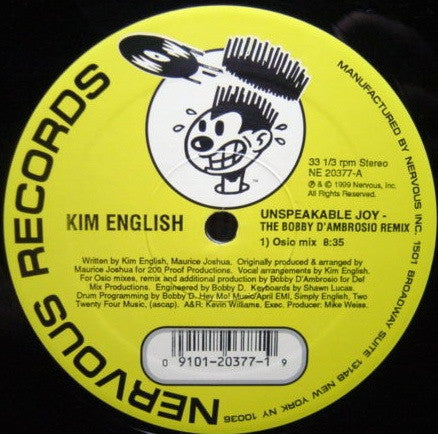 NERVOUS RECORDS
MANUFACTURED BY NERVOUS INC. 1501 BROADWAY SUITE 1314B NEW YORK NY 10036
33 1/3 rpm Stereo
NE 20377-A
℗ & © 1999 Nervous, Inc.
All Rights Reserved.
KIM ENGLISH
UNSPEAKABLE JOY -
THE BOBBY D'AMBROSIO REMIX
1) Osio mix 8:35
Written by Kim English, Maurice Joshua. Originally produced & arranged by
Maurice Joshua for 200 Proof Productions. Vocal arrangements by Kim English.
For Osio mixes, remix and additional production by Bobby D'Ambrosio for Def
Mix Productions. Engineered by Bobby D. Keyboards by Shawn Lucas.
Drum Programming by Bobby D. Hey Mo! Music/April EMI, Simply English, Two
Twenty Four Music, (ascap). A&R: Kevin Williams. Exec. Producer: Mike Weiss.
0 9101-20377-1 9